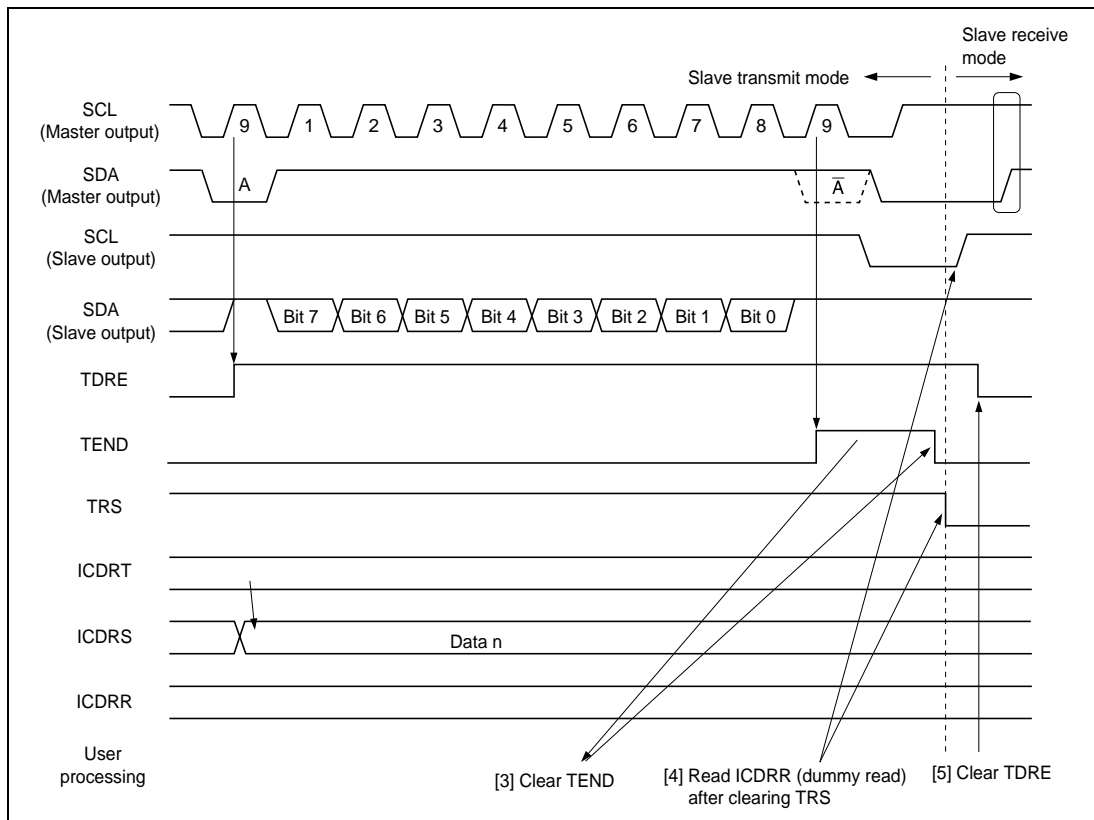 Slave receive
mode
Slave transmit mode
SCL
(Master output)
9 1 2 3 4 5 6 7 8 9
SDA
(Master output)
A A̅
SCL
(Slave output)
SDA
(Slave output)
Bit 7 Bit 6 Bit 5 Bit 4 Bit 3 Bit 2 Bit 1 Bit 0
TDRE
TEND
TRS
ICDRT
ICDRS
Data n
ICDRR
User
processing
[3] Clear TEND
[4] Read ICDRR (dummy read)
after clearing TRS
[5] Clear TDRE